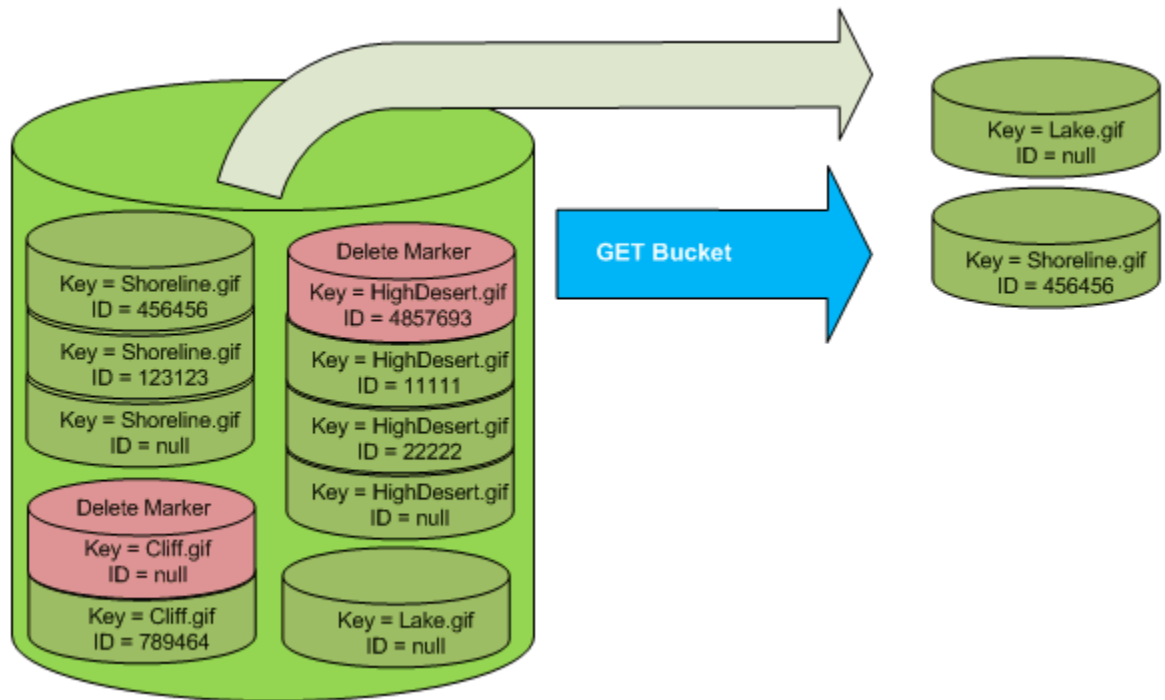 Key = Shoreline.gif
ID = 456456
Key = Shoreline.gif
ID = 123123
Key = Shoreline.gif
ID = null
Delete Marker
Key = Cliff.gif
ID = null
Key = Cliff.gif
ID = 789464
Delete Marker
Key = HighDesert.gif
ID = 4857693
Key = HighDesert.gif
ID = 11111
Key = HighDesert.gif
ID = 22222
Key = HighDesert.gif
ID = null
Key = Lake.gif
ID = null
GET Bucket
Key = Lake.gif
ID = null
Key = Shoreline.gif
ID = 456456